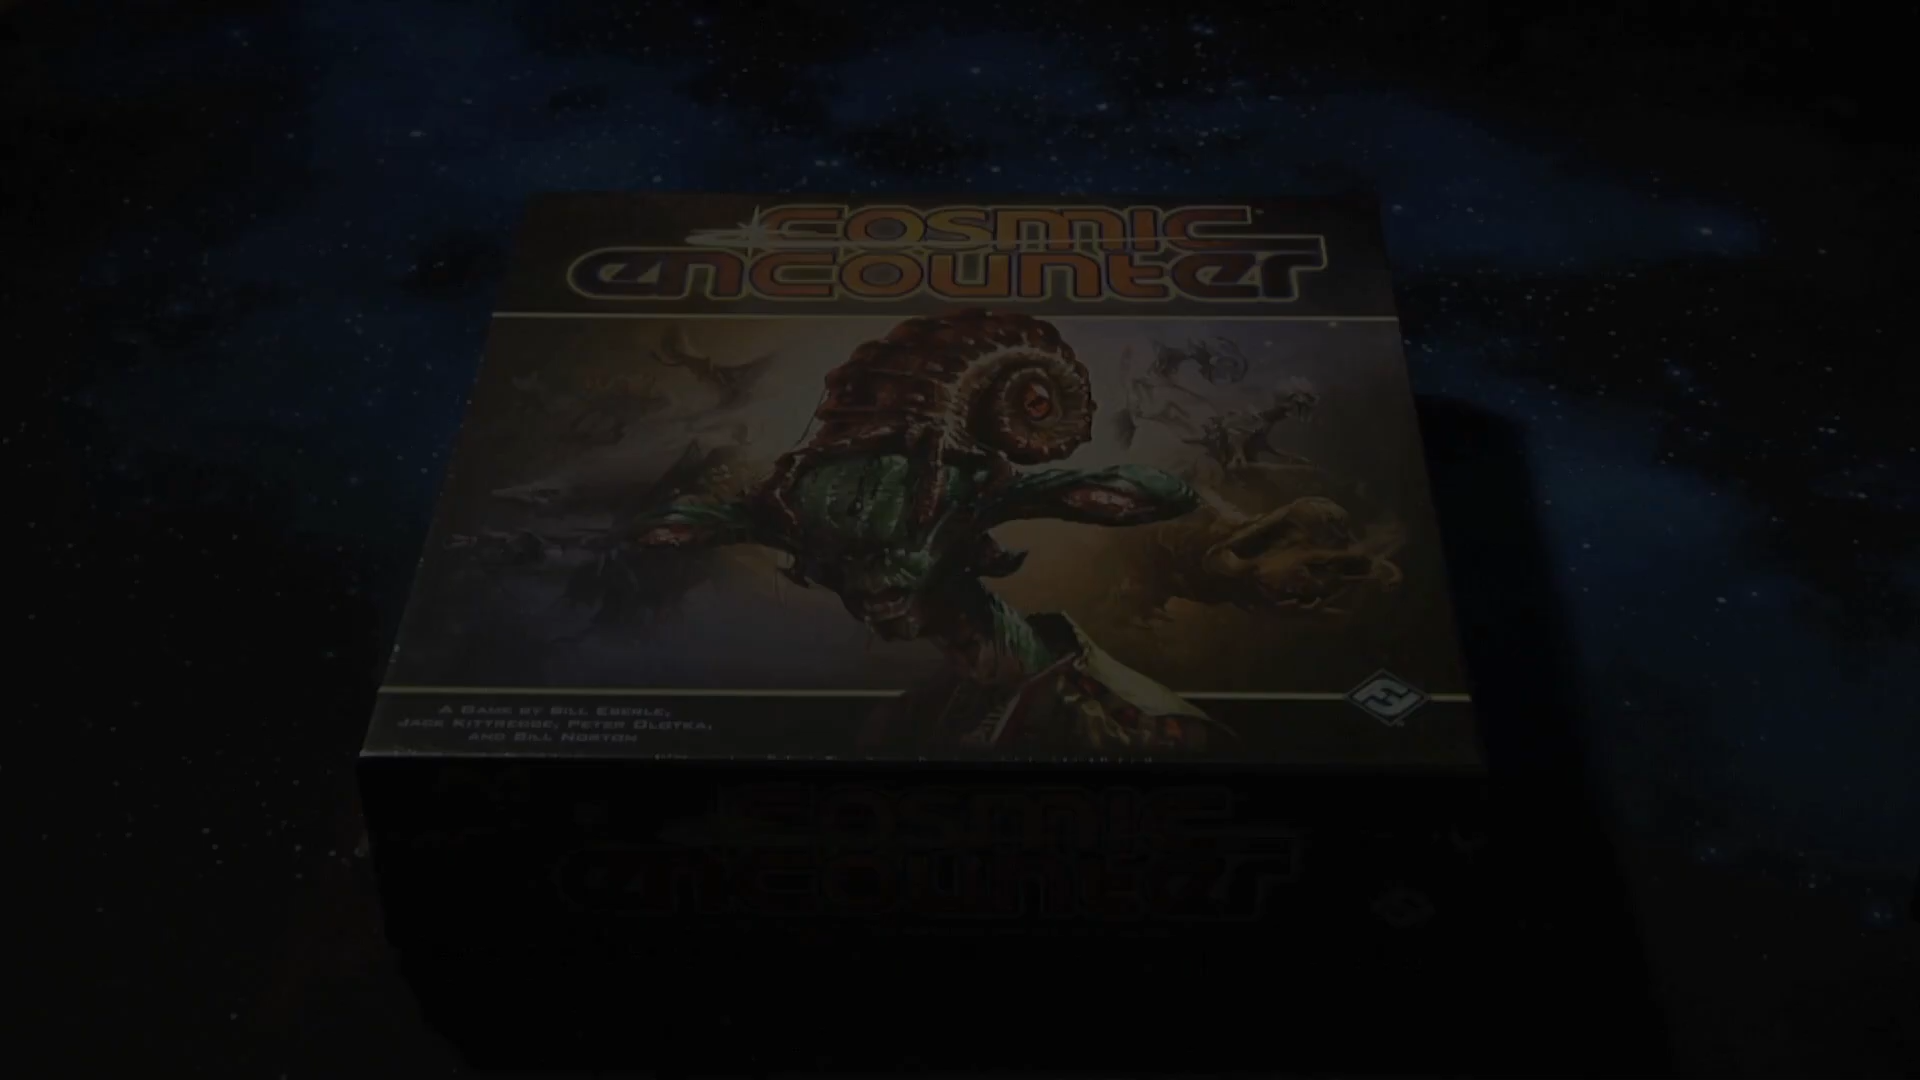 COSMIC
encounter
A Game by Bill Eberle,
Jack Kittredge, Peter Olotka,
and Bill Norton
COSMIC
encounter